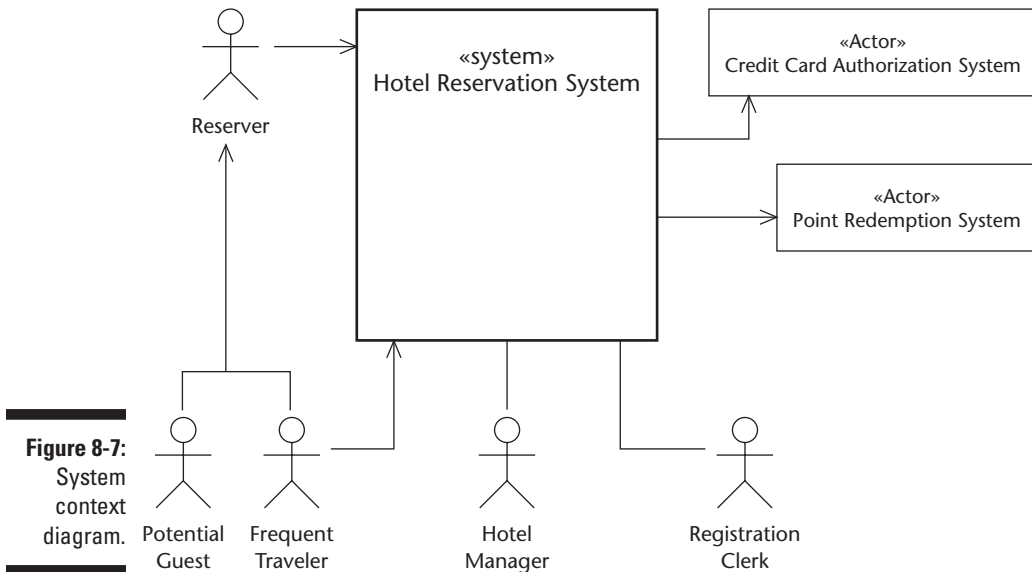 «system»
Hotel Reservation System
«Actor»
Credit Card Authorization System
Reserver
«Actor»
Point Redemption System
Figure 8-7:
System
context
diagram.
Potential
Guest
Frequent
Traveler
Hotel
Manager
Registration
Clerk